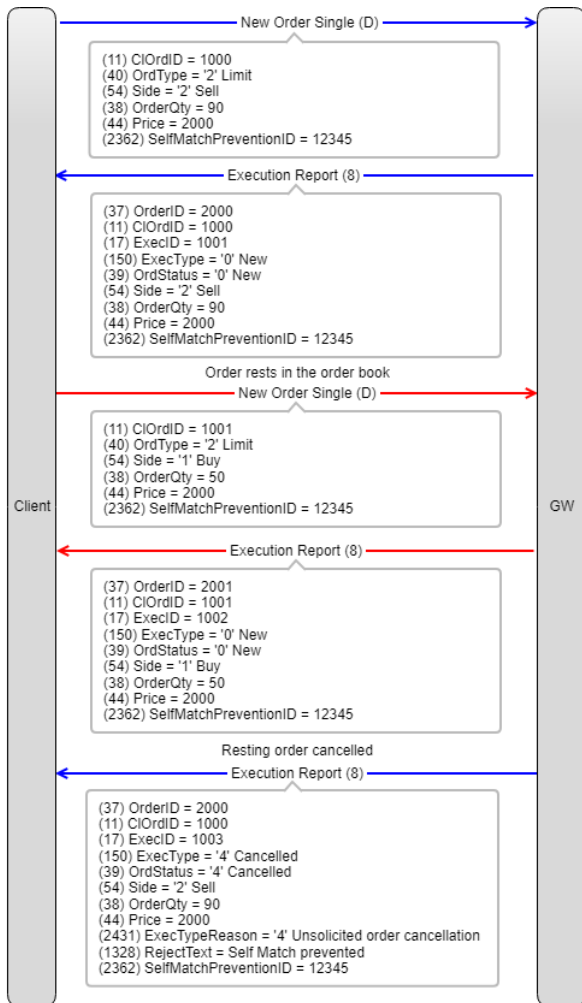 New Order Single (D)
(11) ClOrdID = 1000
(40) OrdType = '2' Limit
(54) Side = '2' Sell
(38) OrderQty = 90
(44) Price = 2000
(2362) SelfMatchPreventionID = 12345
Execution Report (8)
(37) OrderID = 2000
(11) ClOrdID = 1000
(17) ExecID = 1001
(150) ExecType = '0' New
(39) OrdStatus = '0' New
(54) Side = '2' Sell
(38) OrderQty = 90
(44) Price = 2000
(2362) SelfMatchPreventionID = 12345
Order rests in the order book
New Order Single (D)
(11) ClOrdID = 1001
(40) OrdType = '2' Limit
(54) Side = '1' Buy
(38) OrderQty = 50
(44) Price = 2000
(2362) SelfMatchPreventionID = 12345
Client
GW
Execution Report (8)
(37) OrderID = 2001
(11) ClOrdID = 1001
(17) ExecID = 1002
(150) ExecType = '0' New
(39) OrdStatus = '0' New
(54) Side = '1' Buy
(38) OrderQty = 50
(44) Price = 2000
(2362) SelfMatchPreventionID = 12345
Resting order cancelled
Execution Report (8)
(37) OrderID = 2000
(11) ClOrdID = 1000
(17) ExecID = 1003
(150) ExecType = '4' Cancelled
(39) OrdStatus = '4' Cancelled
(54) Side = '2' Sell
(38) OrderQty = 90
(44) Price = 2000
(2431) ExecTypeReason = '4' Unsolicited order cancellation
(1328) RejectText = Self Match prevented
(2362) SelfMatchPreventionID = 12345